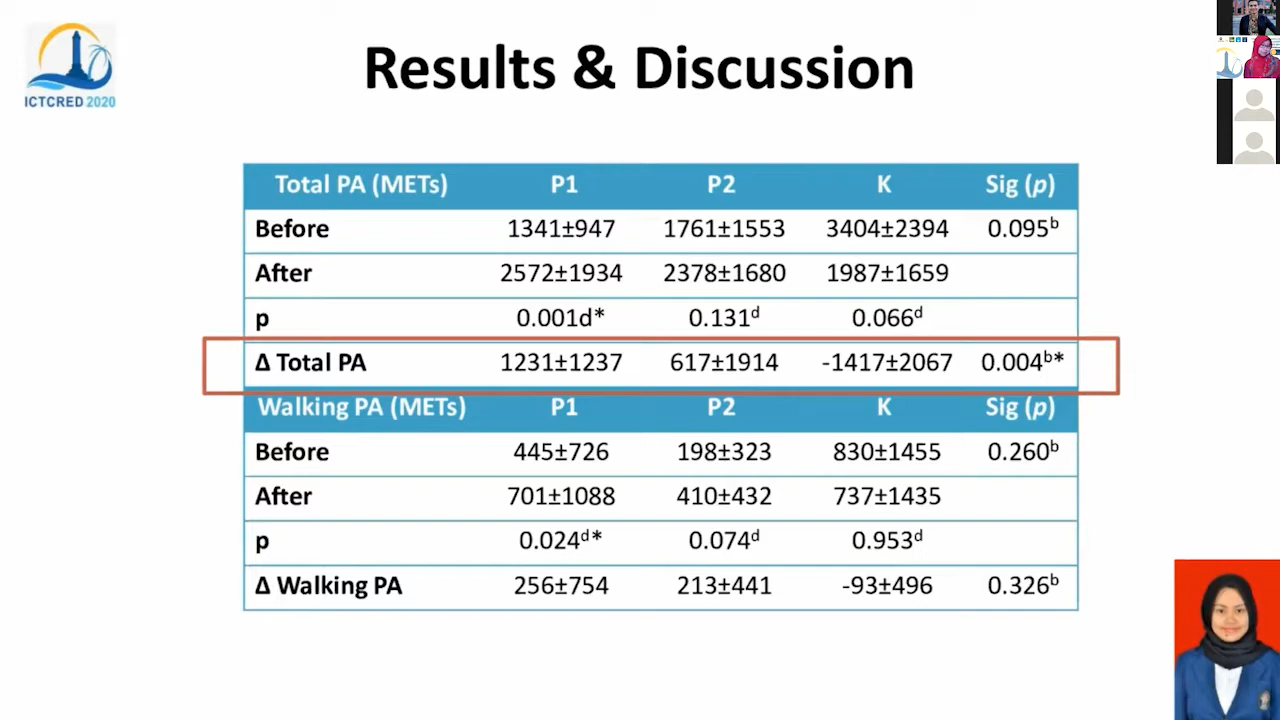 Results & Discussion
ICTCRED 2020
Total PA (METs) P1 P2 K Sig (p)
Before 1341±947 1761±1553 3404±2394 0.095ᵇ
After 2572±1934 2378±1680 1987±1659
p 0.001d* 0.131ᵈ 0.066ᵈ
Δ Total PA 1231±1237 617±1914 -1417±2067 0.004ᵇ*
Walking PA (METs) P1 P2 K Sig (p)
Before 445±726 198±323 830±1455 0.260ᵇ
After 701±1088 410±432 737±1435
p 0.024ᵈ* 0.074ᵈ 0.953ᵈ
Δ Walking PA 256±754 213±441 -93±496 0.326ᵇ